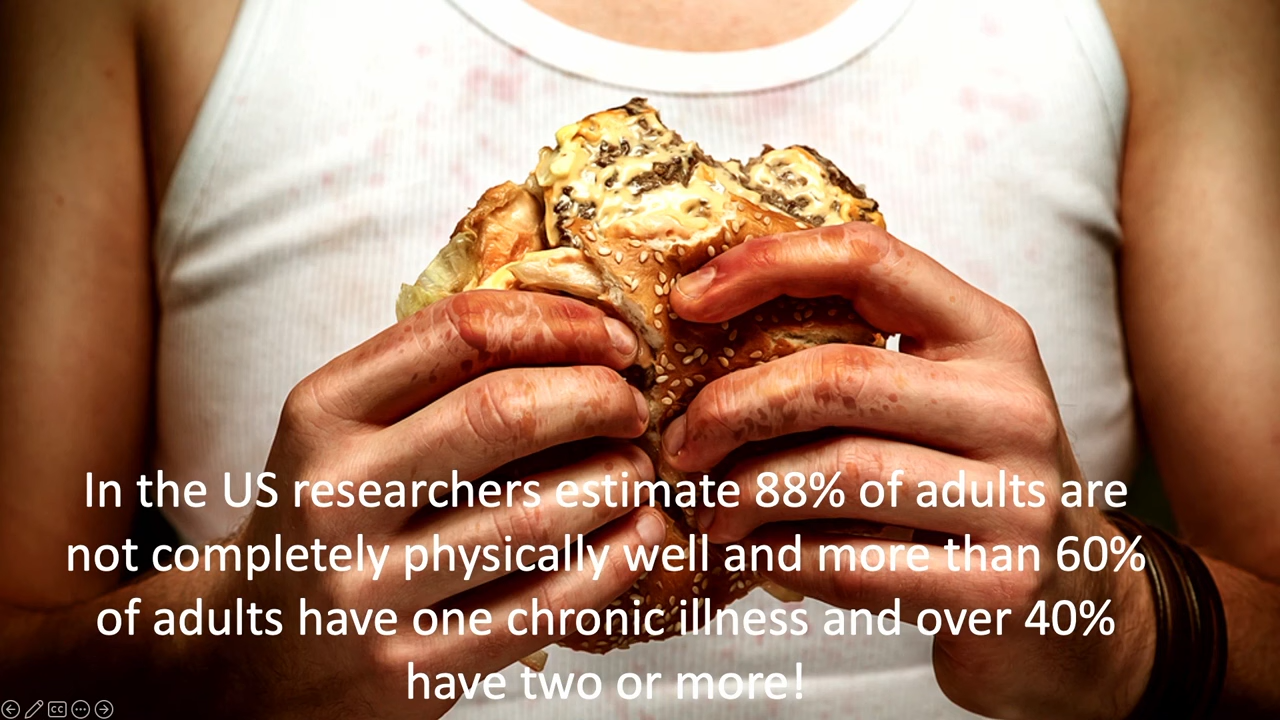 In the US researchers estimate 88% of adults are
not completely physically well and more than 60%
of adults have one chronic illness and over 40%
have two or more!
CC